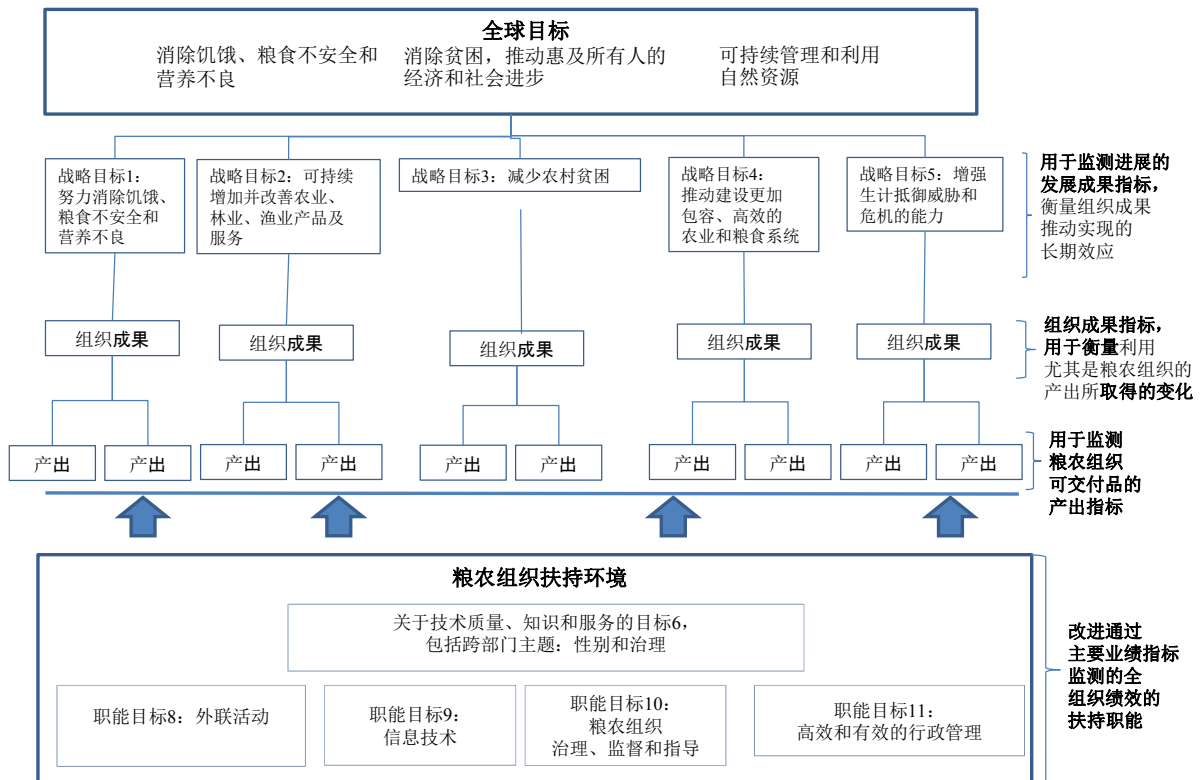 全球目标
消除饥饿、粮食不安全和
营养不良
消除贫困，推动惠及所有人的
经济和社会进步
可持续管理和利用
自然资源
战略目标1：
努力消除饥饿、
粮食不安全和
营养不良
战略目标2：可持续
增加并改善农业、
林业、渔业产品及
服务
战略目标3：减少农村贫困
战略目标4：
推动建设更加
包容、高效的
农业和粮食系统
战略目标5：增强
生计抵御威胁和
危机的能力
用于监测进展的
发展成果指标，
衡量组织成果
推动实现的
长期效应
组织成果
组织成果
组织成果
组织成果
组织成果
组织成果指标，
用于衡量利用
尤其是粮农组织的
产出所取得的变化
产出
产出
产出
产出
产出
产出
产出
产出
产出
产出
用于监测
粮农组织
可交付品的
产出指标
粮农组织扶持环境
关于技术质量、知识和服务的目标6，
包括跨部门主题：性别和治理
职能目标8：外联活动
职能目标9：
信息技术
职能目标10：
粮农组织
治理、监督和指导
职能目标11：
高效和有效的行政管理
改进通过
主要业绩指标
监测的全
组织绩效的
扶持职能